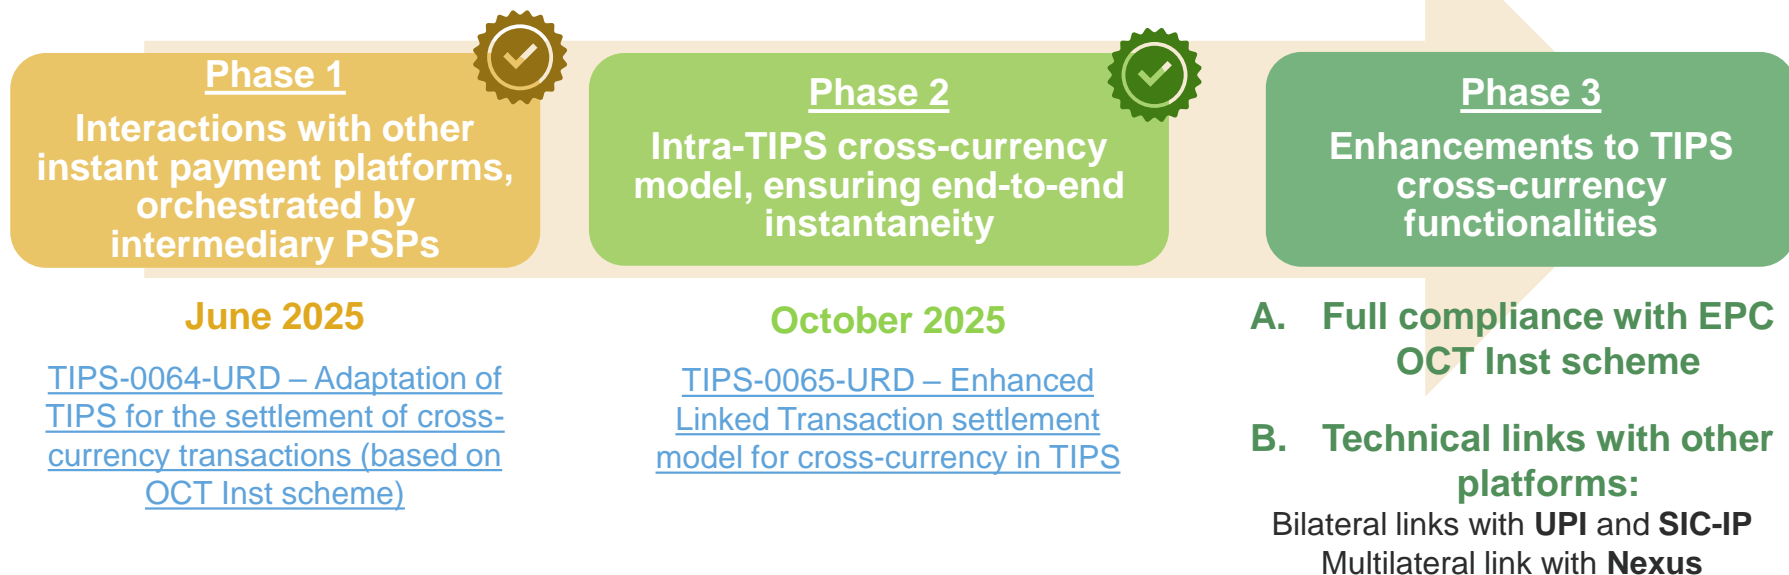 Phase 1
Interactions with other
instant payment platforms,
orchestrated by
intermediary PSPs
June 2025
TIPS-0064-URD – Adaptation of
TIPS for the settlement of cross-
currency transactions (based on
OCT Inst scheme)
Phase 2
Intra-TIPS cross-currency
model, ensuring end-to-end
instantaneity
October 2025
TIPS-0065-URD – Enhanced
Linked Transaction settlement
model for cross-currency in TIPS
Phase 3
Enhancements to TIPS
cross-currency
functionalities
A. Full compliance with EPC
OCT Inst scheme
B. Technical links with other
platforms:
Bilateral links with UPI and SIC-IP
Multilateral link with Nexus